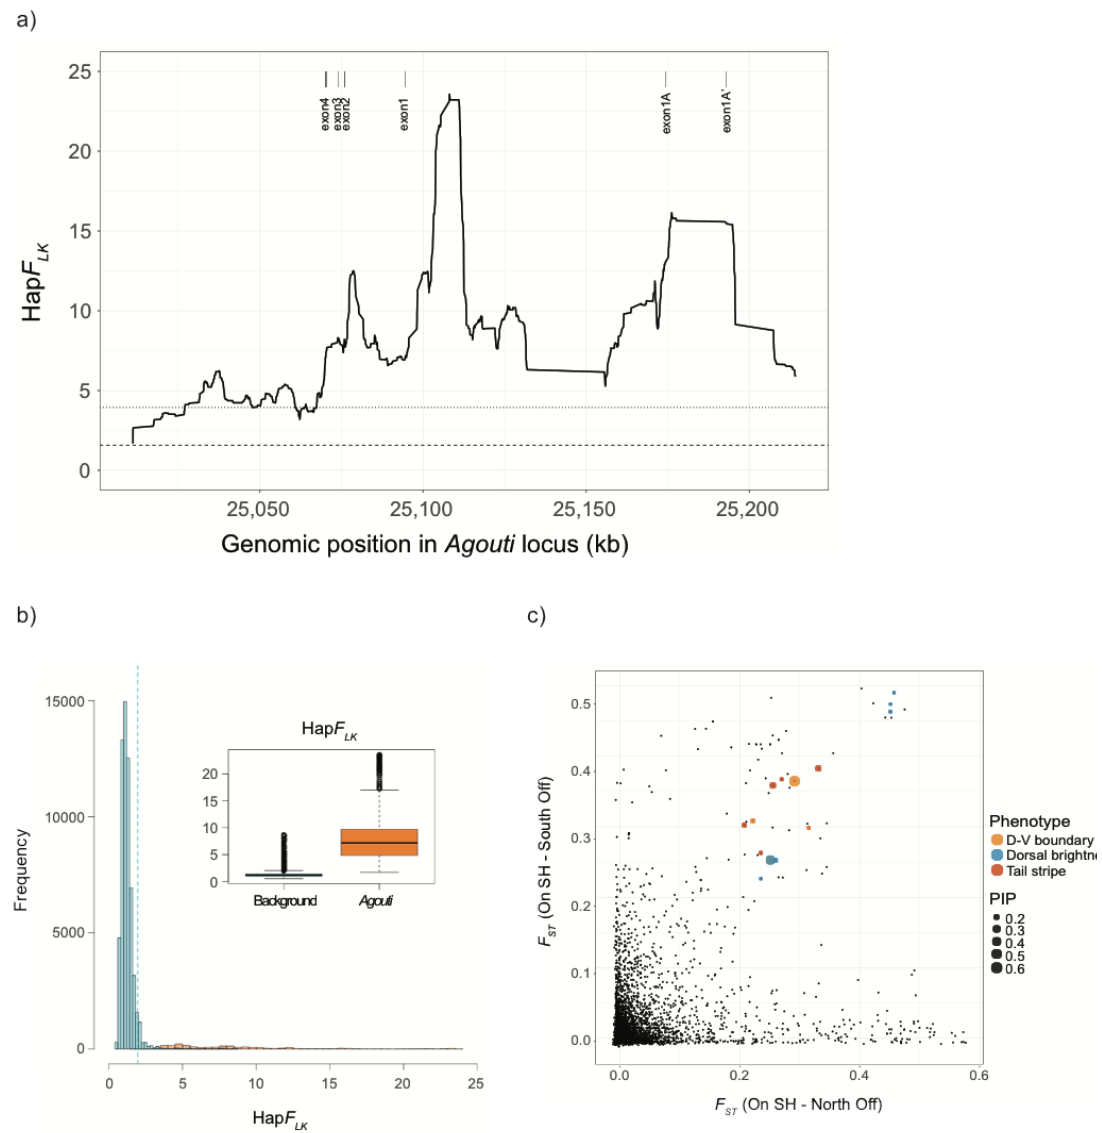 a)
25
20
15
10
5
0
HapF_LK
exon4
exon3
exon2
exon1
exon1A
exon1A'
25,050
25,100
25,150
25,200
Genomic position in Agouti locus (kb)
b)
15000
10000
5000
0
Frequency
0
5
10
15
20
25
HapF_LK
HapF_LK
20
15
10
5
0
Background
Agouti
c)
0.5
0.4
0.3
0.2
0.1
0.0
F_ST (On SH - South Off)
0.0
0.2
0.4
0.6
F_ST (On SH - North Off)
Phenotype
D-V boundary
Dorsal brightne
Tail stripe
PIP
0.2
0.3
0.4
0.5
0.6